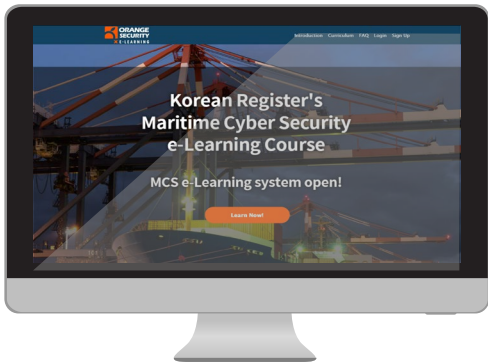 ORANGE
SECURITY
E-LEARNING
Introduction Curriculum FAQ Login Sign Up
Korean Register's
Maritime Cyber Security
e-Learning Course
MCS e-Learning system open!
Learn Now!